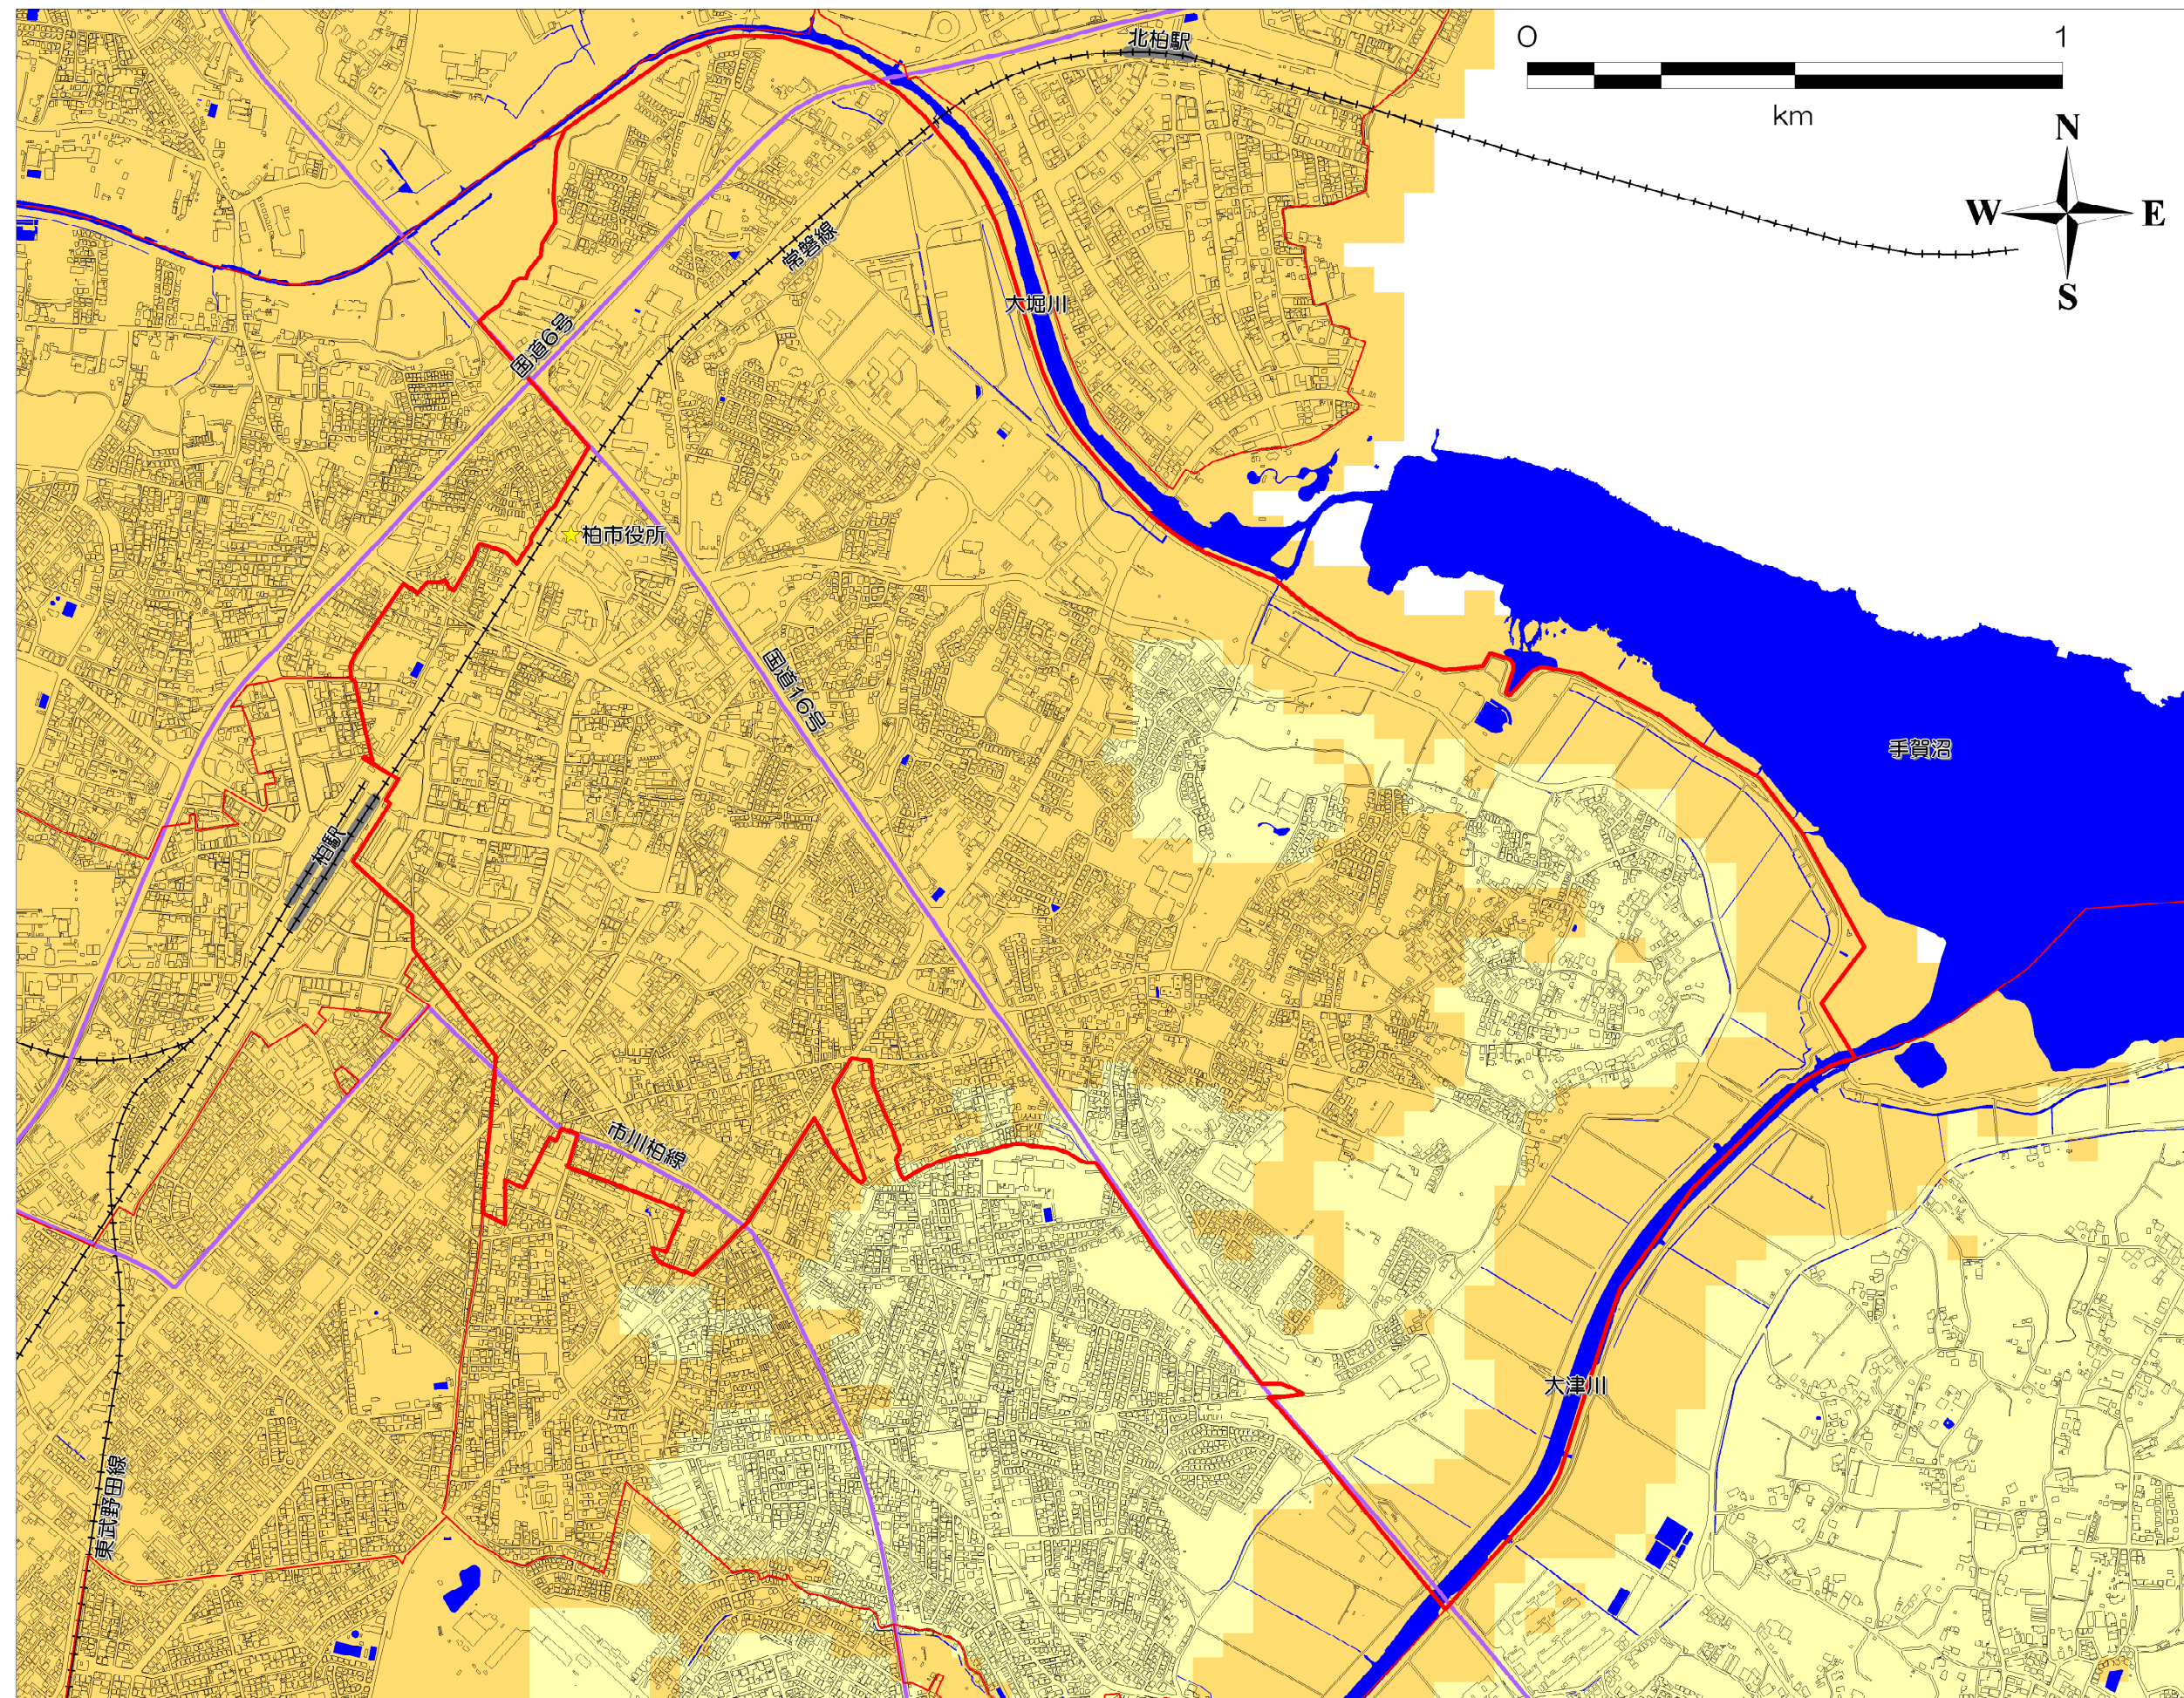 北柏駅
0 1
km
N
W E
S
常磐線
大堀川
国道6号
柏市役所
国道16号
手賀沼
柏駅
市川柏線
大津川
東武野田線